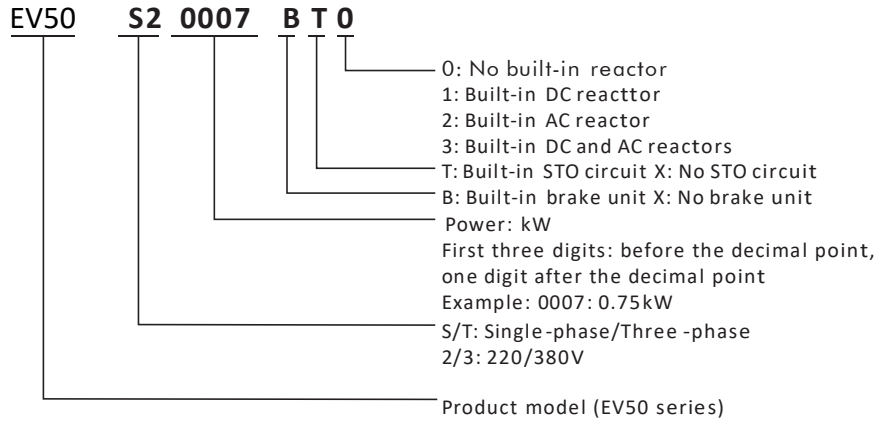 EV50 S2 0007 B T 0
0: No built-in reactor
1: Built-in DC reacttor
2: Built-in AC reactor
3: Built-in DC and AC reactors
T: Built-in STO circuit X: No STO circuit
B: Built-in brake unit X: No brake unit
Power: kW
First three digits: before the decimal point,
one digit after the decimal point
Example: 0007: 0.75kW
S/T: Single-phase/Three-phase
2/3: 220/380V
Product model (EV50 series)